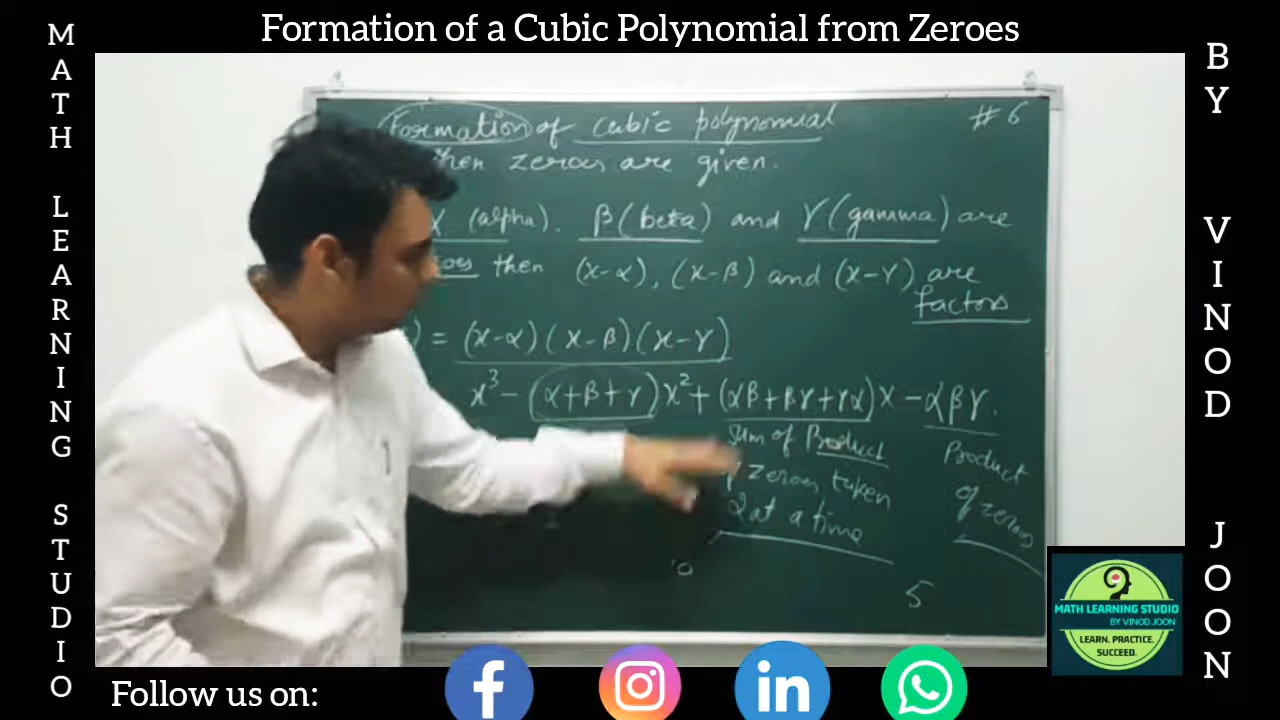 Formation of a Cubic Polynomial from Zeroes
MATH LEARNING STUDIO
BY VINOD JOON
Formation of cubic polynomial # 6
zeroes are given.
α (alpha). β (beta) and γ (gamma) are
then (x-α), (x-β) and (x-γ) are
factors
) = (x-α)(x-β)(x-γ)
x³ - (α+β+γ)x² + (αβ+βγ+γα)x - αβγ.
Sum of Product
zeroes taken
2 at a time
Product
of zeroes
5
MATH LEARNING STUDIO
BY VINOD JOON
LEARN. PRACTICE.
SUCCEED.
Follow us on: